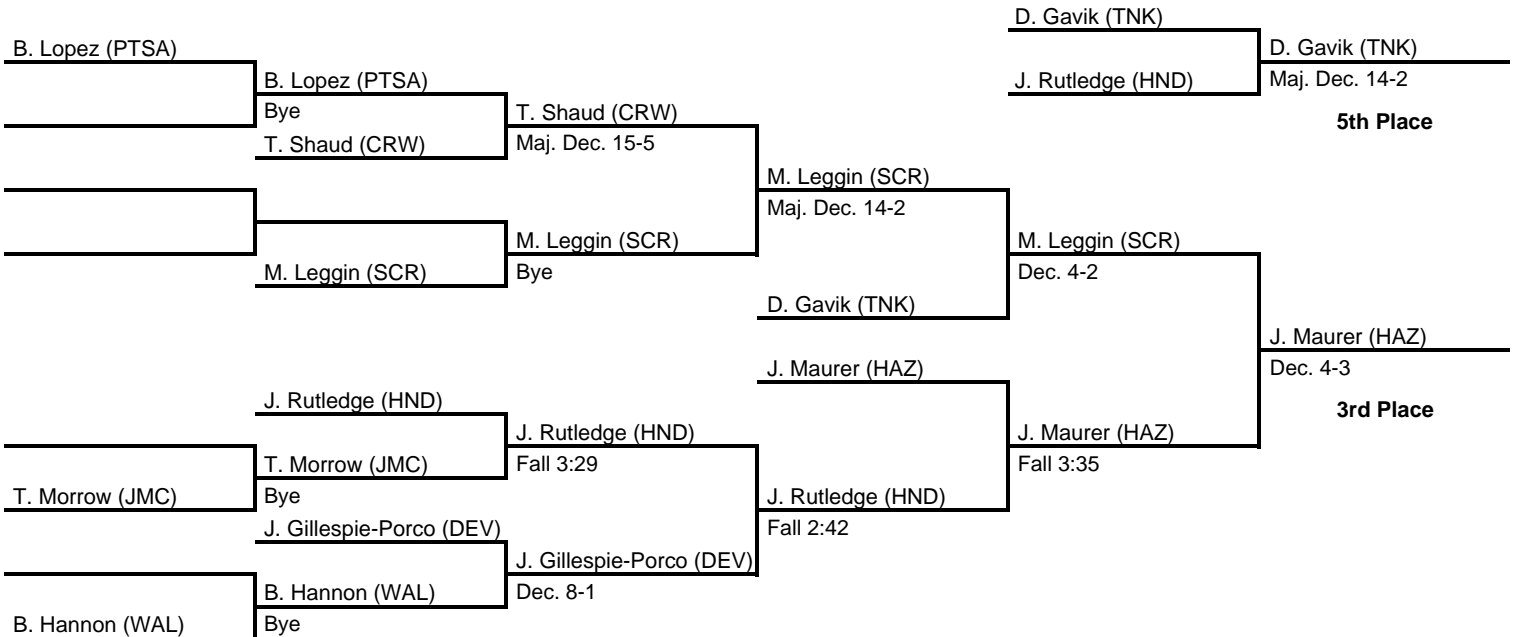 D. Gavik (TNK)
B. Lopez (PTSA)
D. Gavik (TNK)
B. Lopez (PTSA)
J. Rutledge (HND)
Maj. Dec. 14-2
Bye
T. Shaud (CRW)
5th Place
T. Shaud (CRW)
Maj. Dec. 15-5
M. Leggin (SCR)
Maj. Dec. 14-2
M. Leggin (SCR)
M. Leggin (SCR)
M. Leggin (SCR)
Bye
Dec. 4-2
D. Gavik (TNK)
J. Maurer (HAZ)
J. Maurer (HAZ)
Dec. 4-3
J. Rutledge (HND)
3rd Place
J. Rutledge (HND)
J. Maurer (HAZ)
T. Morrow (JMC)
Fall 3:29
Fall 3:35
T. Morrow (JMC)
Bye
J. Rutledge (HND)
J. Gillespie-Porco (DEV)
Fall 2:42
J. Gillespie-Porco (DEV)
B. Hannon (WAL)
Dec. 8-1
B. Hannon (WAL)
Bye